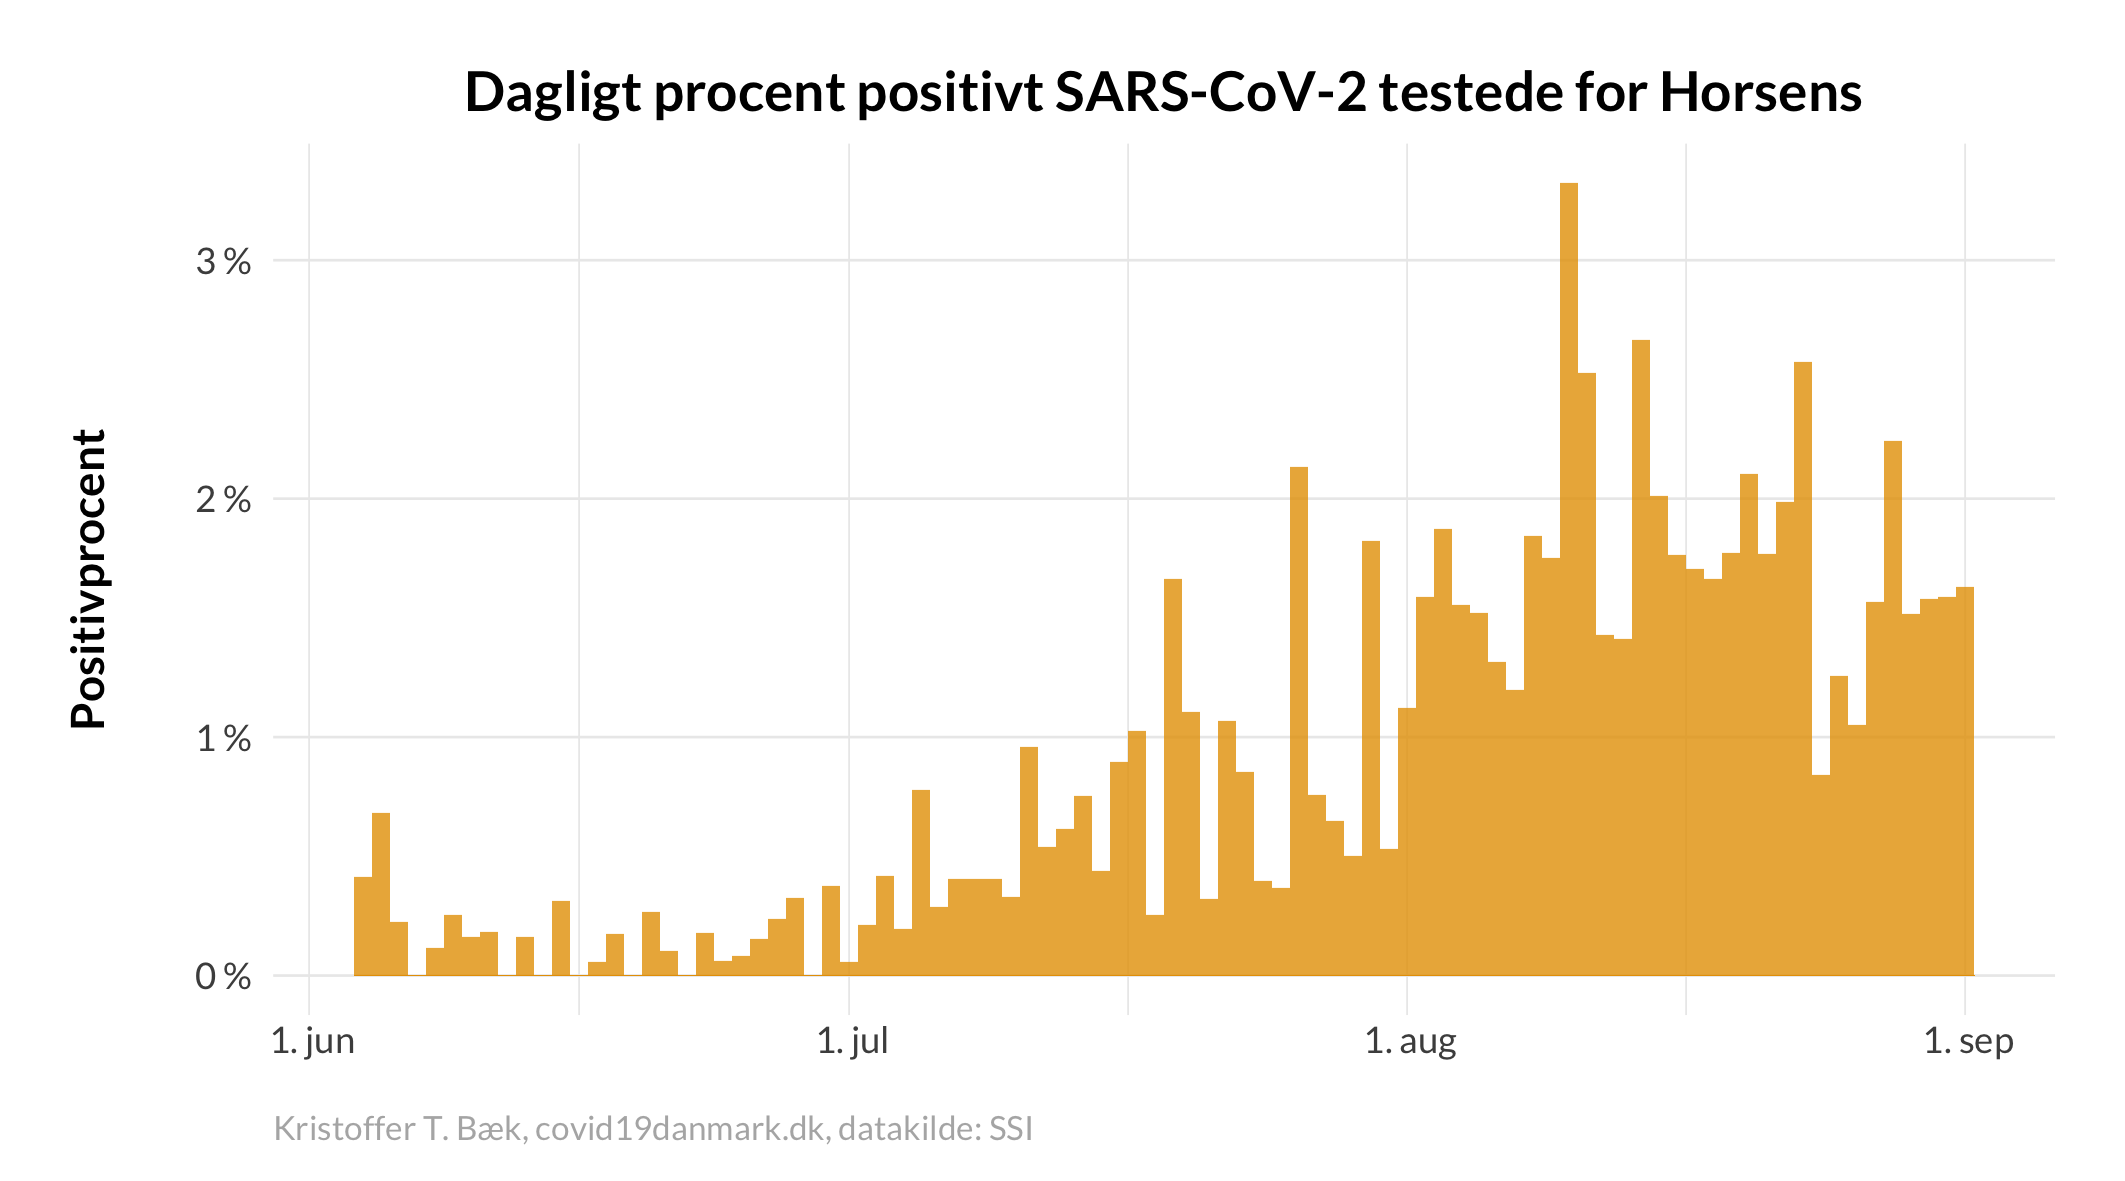 Dagligt procent positivt SARS-CoV-2 testede for Horsens
Positivprocent
3 %
2 %
1 %
0 %
1. jun
1. jul
1. aug
1. sep
Kristoffer T. Bæk, covid19danmark.dk, datakilde: SSI